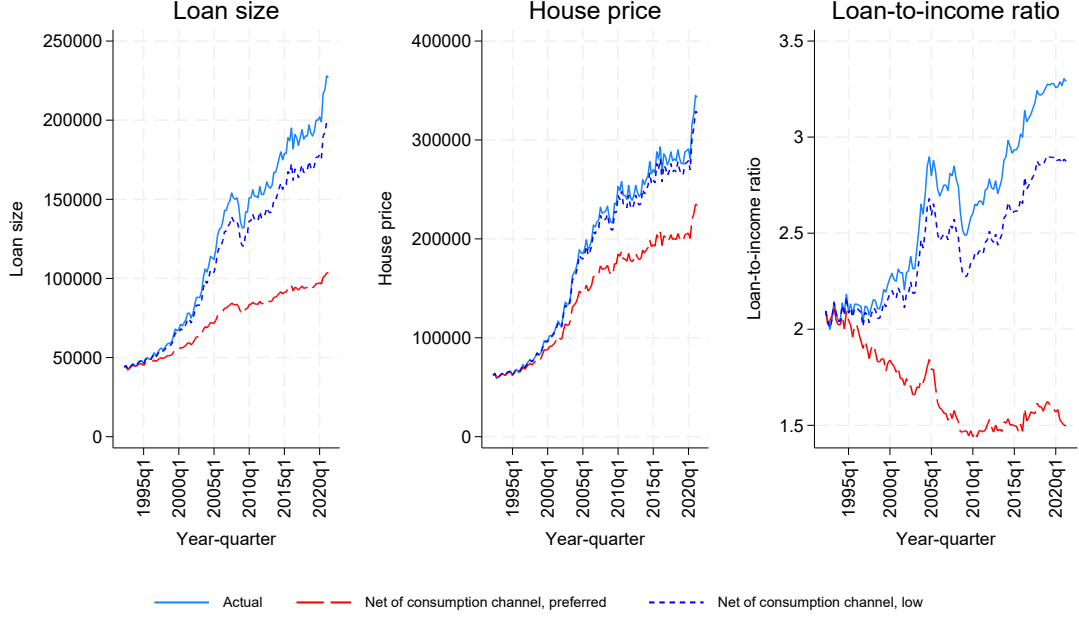 Loan size
House price
Loan-to-income ratio
Loan size
250000
200000
150000
100000
50000
0
1995q1
2000q1
2005q1
2010q1
2015q1
2020q1
Year-quarter
House price
400000
300000
200000
100000
0
1995q1
2000q1
2005q1
2010q1
2015q1
2020q1
Year-quarter
Loan-to-income ratio
3.5
3
2.5
2
1.5
1995q1
2000q1
2005q1
2010q1
2015q1
2020q1
Year-quarter
Actual
Net of consumption channel, preferred
Net of consumption channel, low